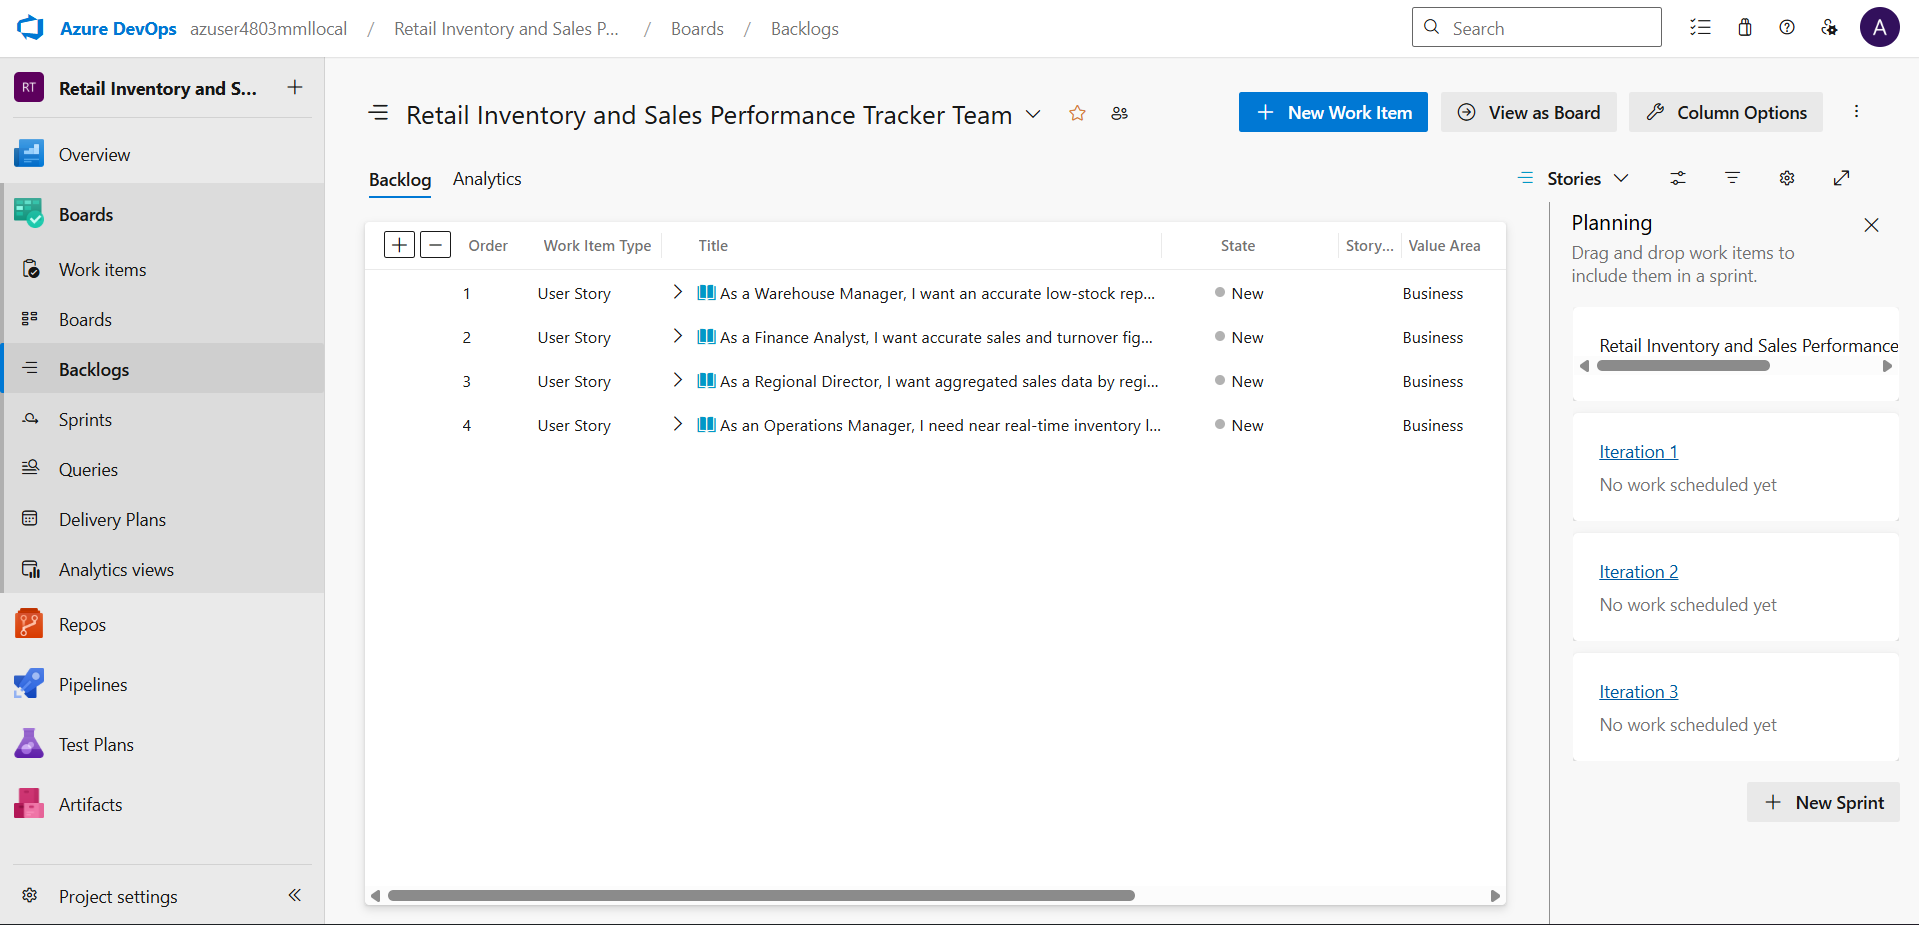 Azure DevOps azuser4803mmllocal / Retail Inventory and Sales P... / Boards / Backlogs Search A
RT Retail Inventory and S...
Overview
Boards
Work items
Boards
Backlogs
Sprints
Queries
Delivery Plans
Analytics views
Repos
Pipelines
Test Plans
Artifacts
Project settings
Retail Inventory and Sales Performance Tracker Team
New Work Item View as Board Column Options
Backlog Analytics
Stories
Order Work Item Type Title State Story... Value Area
1 User Story As a Warehouse Manager, I want an accurate low-stock rep... New Business
2 User Story As a Finance Analyst, I want accurate sales and turnover fig... New Business
3 User Story As a Regional Director, I want aggregated sales data by regi... New Business
4 User Story As an Operations Manager, I need near real-time inventory l... New Business
Planning
Drag and drop work items to
include them in a sprint.
Retail Inventory and Sales Performance
Iteration 1
No work scheduled yet
Iteration 2
No work scheduled yet
Iteration 3
No work scheduled yet
New Sprint